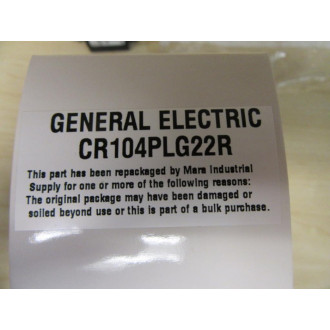 GENERAL ELECTRIC
CR104PLG22R
This part has been repackaged by Mara Industrial
Supply for one or more of the following reasons:
The original package may have been damaged or
soiled beyond use or this is part of a bulk purchase.